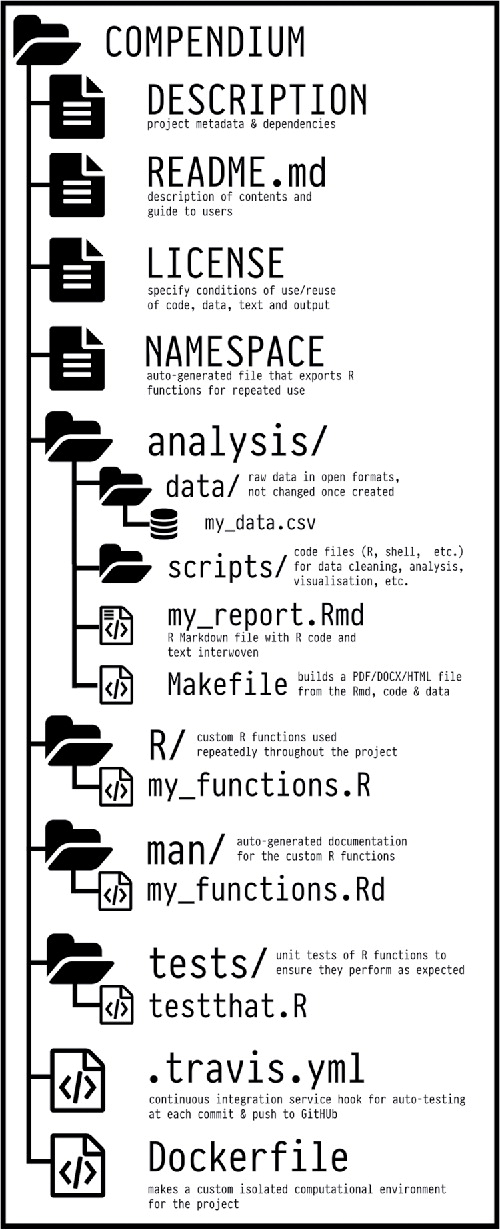 COMPENDIUM
DESCRIPTION
project metadata & dependencies
README.md
description of contents and
guide to users
LICENSE
specify conditions of use/reuse
of code, data, text and output
NAMESPACE
auto-generated file that exports R
functions for repeated use
analysis/
data/
raw data in open formats,
not changed once created
my_data.csv
scripts/
code files (R, shell, etc.)
for data cleaning, analysis,
visualisation, etc.
my_report.Rmd
R Markdown file with R code and
text interwoven
Makefile
builds a PDF/DOCX/HTML file
from the Rmd, code & data
R/
custom R functions used
repeatedly throughout the project
my_functions.R
man/
auto-generated documentation
for the custom R functions
my_functions.Rd
tests/
unit tests of R functions to
ensure they perform as expected
testthat.R
.travis.yml
continuous integration service hook for auto-testing
at each commit & push to GitHUb
Dockerfile
makes a custom isolated computational environment
for the project